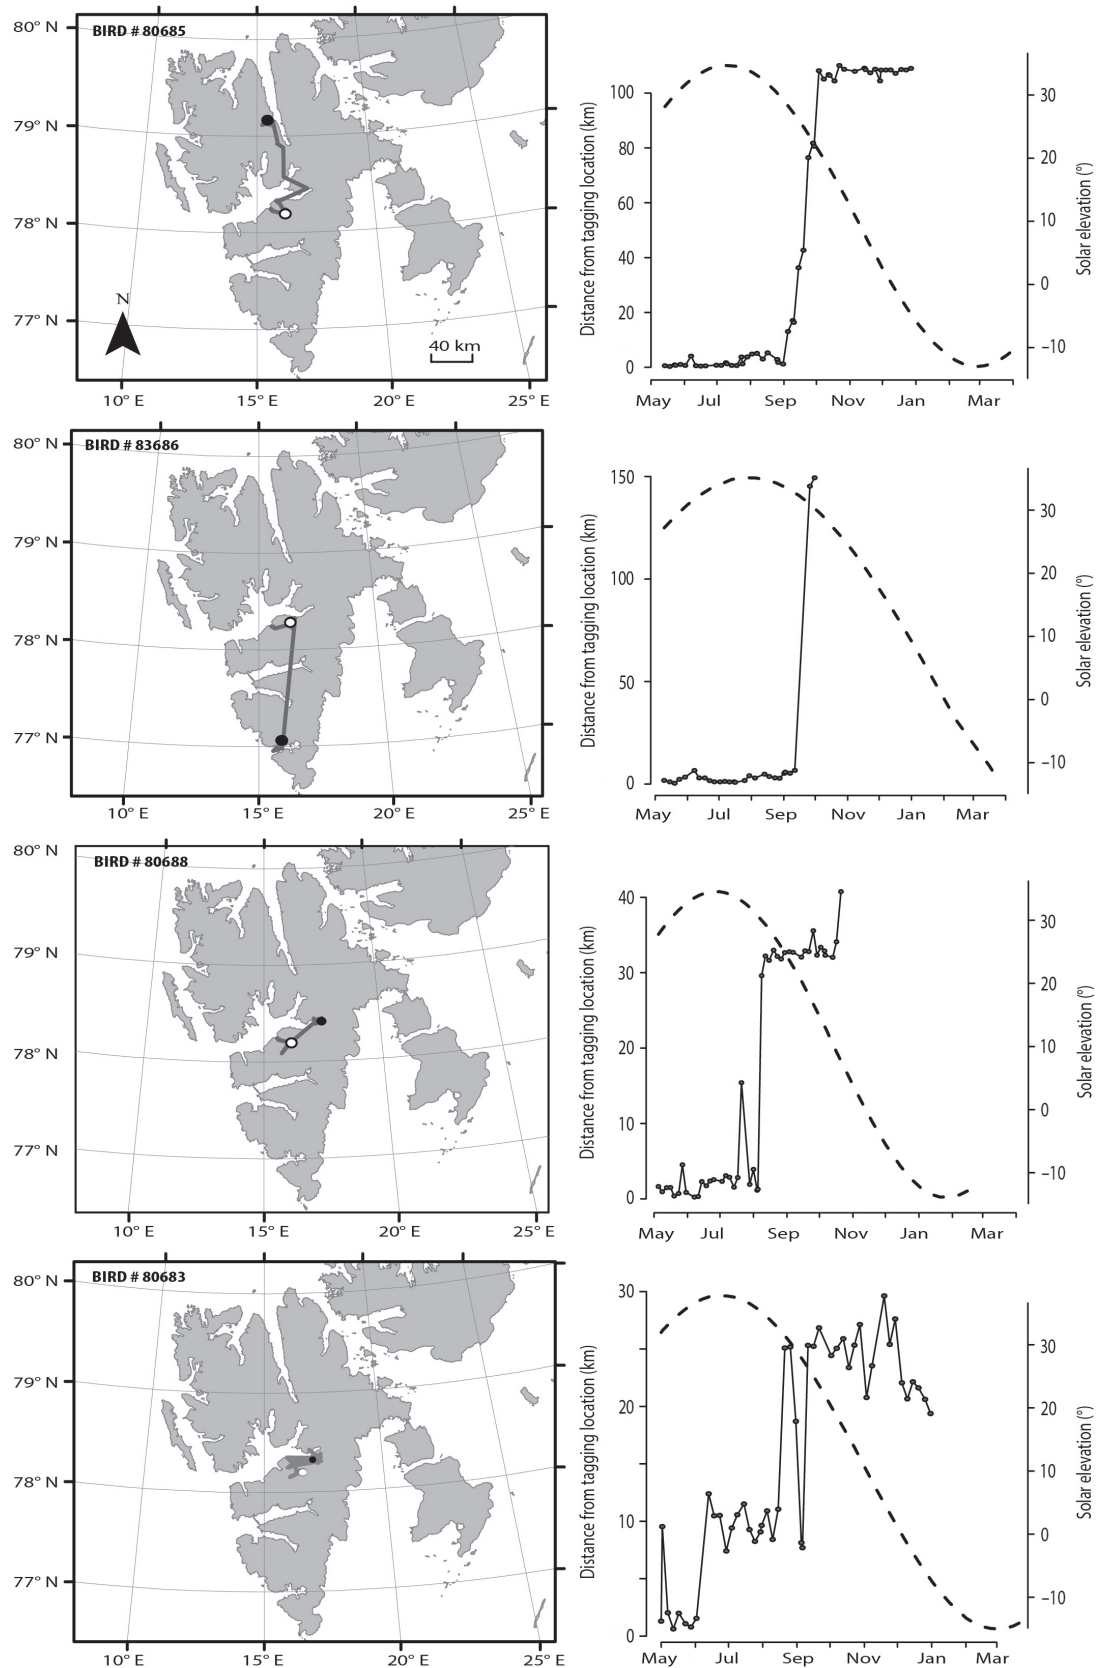 BIRD # 80685
80° N
79° N
78° N
77° N
N
40 km
10° E
15° E
20° E
25° E
Distance from tagging location (km)
100
80
60
40
20
0
30
20
10
0
−10
Solar elevation (°)
May
Jul
Sep
Nov
Jan
Mar
BIRD # 83686
80° N
79° N
78° N
77° N
10° E
15° E
20° E
25° E
Distance from tagging location (km)
150
100
50
0
30
20
10
0
−10
Solar elevation (°)
May
Jul
Sep
Nov
Jan
Mar
BIRD # 80688
80° N
79° N
78° N
77° N
10° E
15° E
20° E
25° E
Distance from tagging location (km)
40
30
20
10
0
30
20
10
0
−10
Solar elevation (°)
May
Jul
Sep
Nov
Jan
Mar
BIRD # 80683
80° N
79° N
78° N
77° N
10° E
15° E
20° E
25° E
Distance from tagging location (km)
30
20
10
0
30
20
10
0
−10
Solar elevation (°)
May
Jul
Sep
Nov
Jan
Mar